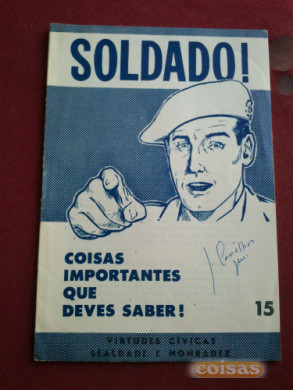 SOLDADO!
COISAS
IMPORTANTES
QUE
DEVES SABER!
15
VIRTUDES CÍVICAS
LEALDADE E HONRADEZ
coisas